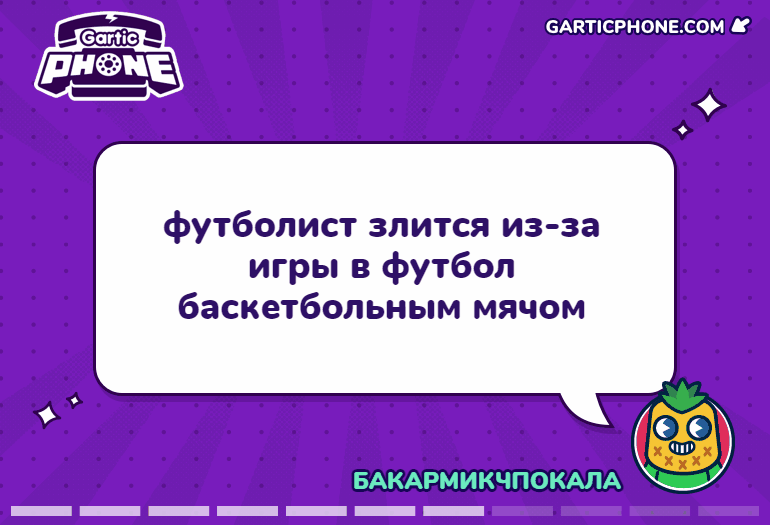 Gartic
PHONE
GARTICPHONE.COM
футболист злится из-за
игры в футбол
баскетбольным мячом
БАКАРМИКЧПОКАЛА